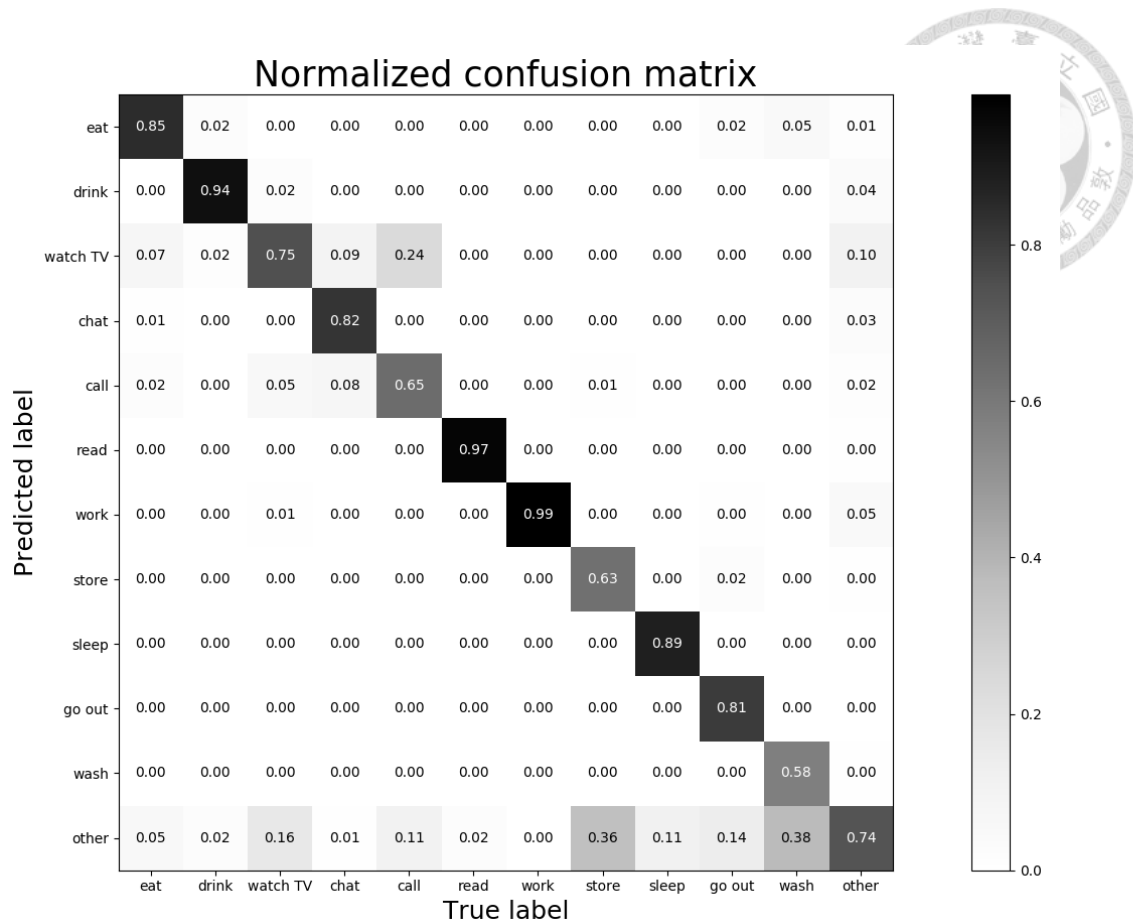 Normalized confusion matrix
eat 0.85 0.02 0.00 0.00 0.00 0.00 0.00 0.00 0.00 0.02 0.05 0.01
drink 0.00 0.94 0.02 0.00 0.00 0.00 0.00 0.00 0.00 0.00 0.00 0.04
watch TV 0.07 0.02 0.75 0.09 0.24 0.00 0.00 0.00 0.00 0.00 0.00 0.10
chat 0.01 0.00 0.00 0.82 0.00 0.00 0.00 0.00 0.00 0.00 0.00 0.03
call 0.02 0.00 0.05 0.08 0.65 0.00 0.00 0.01 0.00 0.00 0.00 0.02
read 0.00 0.00 0.00 0.00 0.00 0.97 0.00 0.00 0.00 0.00 0.00 0.00
work 0.00 0.00 0.01 0.00 0.00 0.00 0.99 0.00 0.00 0.00 0.00 0.05
store 0.00 0.00 0.00 0.00 0.00 0.00 0.00 0.63 0.00 0.02 0.00 0.00
sleep 0.00 0.00 0.00 0.00 0.00 0.00 0.00 0.00 0.89 0.00 0.00 0.00
go out 0.00 0.00 0.00 0.00 0.00 0.00 0.00 0.00 0.00 0.81 0.00 0.00
wash 0.00 0.00 0.00 0.00 0.00 0.00 0.00 0.00 0.00 0.00 0.58 0.00
other 0.05 0.02 0.16 0.01 0.11 0.02 0.00 0.36 0.11 0.14 0.38 0.74
eat drink watch TV chat call read work store sleep go out wash other
Predicted label
True label
0.8
0.6
0.4
0.2
0.0
立
國
敦
品
勵